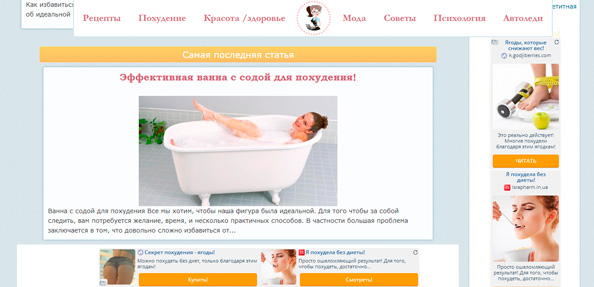 Как избавиться
об идеальной
етитная
Рецепты Похудение Красота /здоровье Мода Советы Психология Автоледи
Самая последняя статья
Эффективная ванна с содой для похудения!
Ванна с содой для похудения Все мы хотим, чтобы наша фигура была идеальной. Для того чтобы за собой
следить, вам потребуется желание, время, и несколько практичных способов. В частности большая проблема
заключается в том, что довольно сложно избавиться от…
Ягоды, которые
снижают вес!
n.godjiberries.com
Это реально действует!
Многие похудели
благодаря этим ягодкам!
ЧИТАТЬ
Я похудела без
диеты!
israpharm.in.ua
Просто ошеломляющий
результат! Для того,
чтобы похудеть,
достаточно...
Секрет похудения - ягоды!
Можно похудеть без диет, только благодаря этим
ягодам!
Купить!
Я похудела без диеты!
Просто ошеломляющий результат! Для того,
чтобы похудеть, достаточно...
Смотреть!